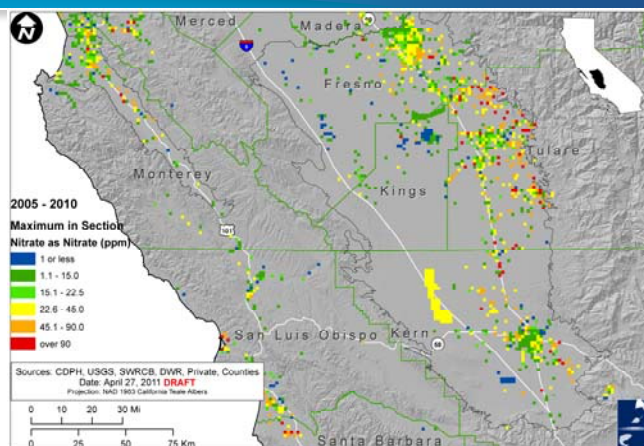 N
Merced
Madera
99
5
Fresno
Tulare
Monterey
Kings
2005 - 2010
Maximum in Section
Nitrate as Nitrate (ppm)
101
1 or less
1.1 - 15.0
15.1 - 22.5
22.6 - 45.0
45.1 - 90.0
over 90
San Luis Obispo
Kern
Sources: CDPH, USGS, SWRCB, DWR, Private, Counties
Date: April 27, 2011 DRAFT
Projection: NAD 1983 California Teale Albers
0 10 20 30 Mi
0 25 50 75 Km
Santa Barbara